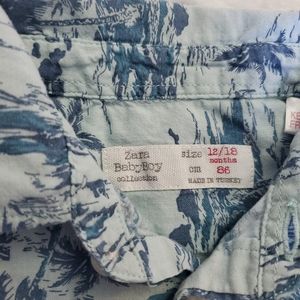 Zara
BabyBoy
collection
size 12/18
months
cm 86
MADE IN TURKEY